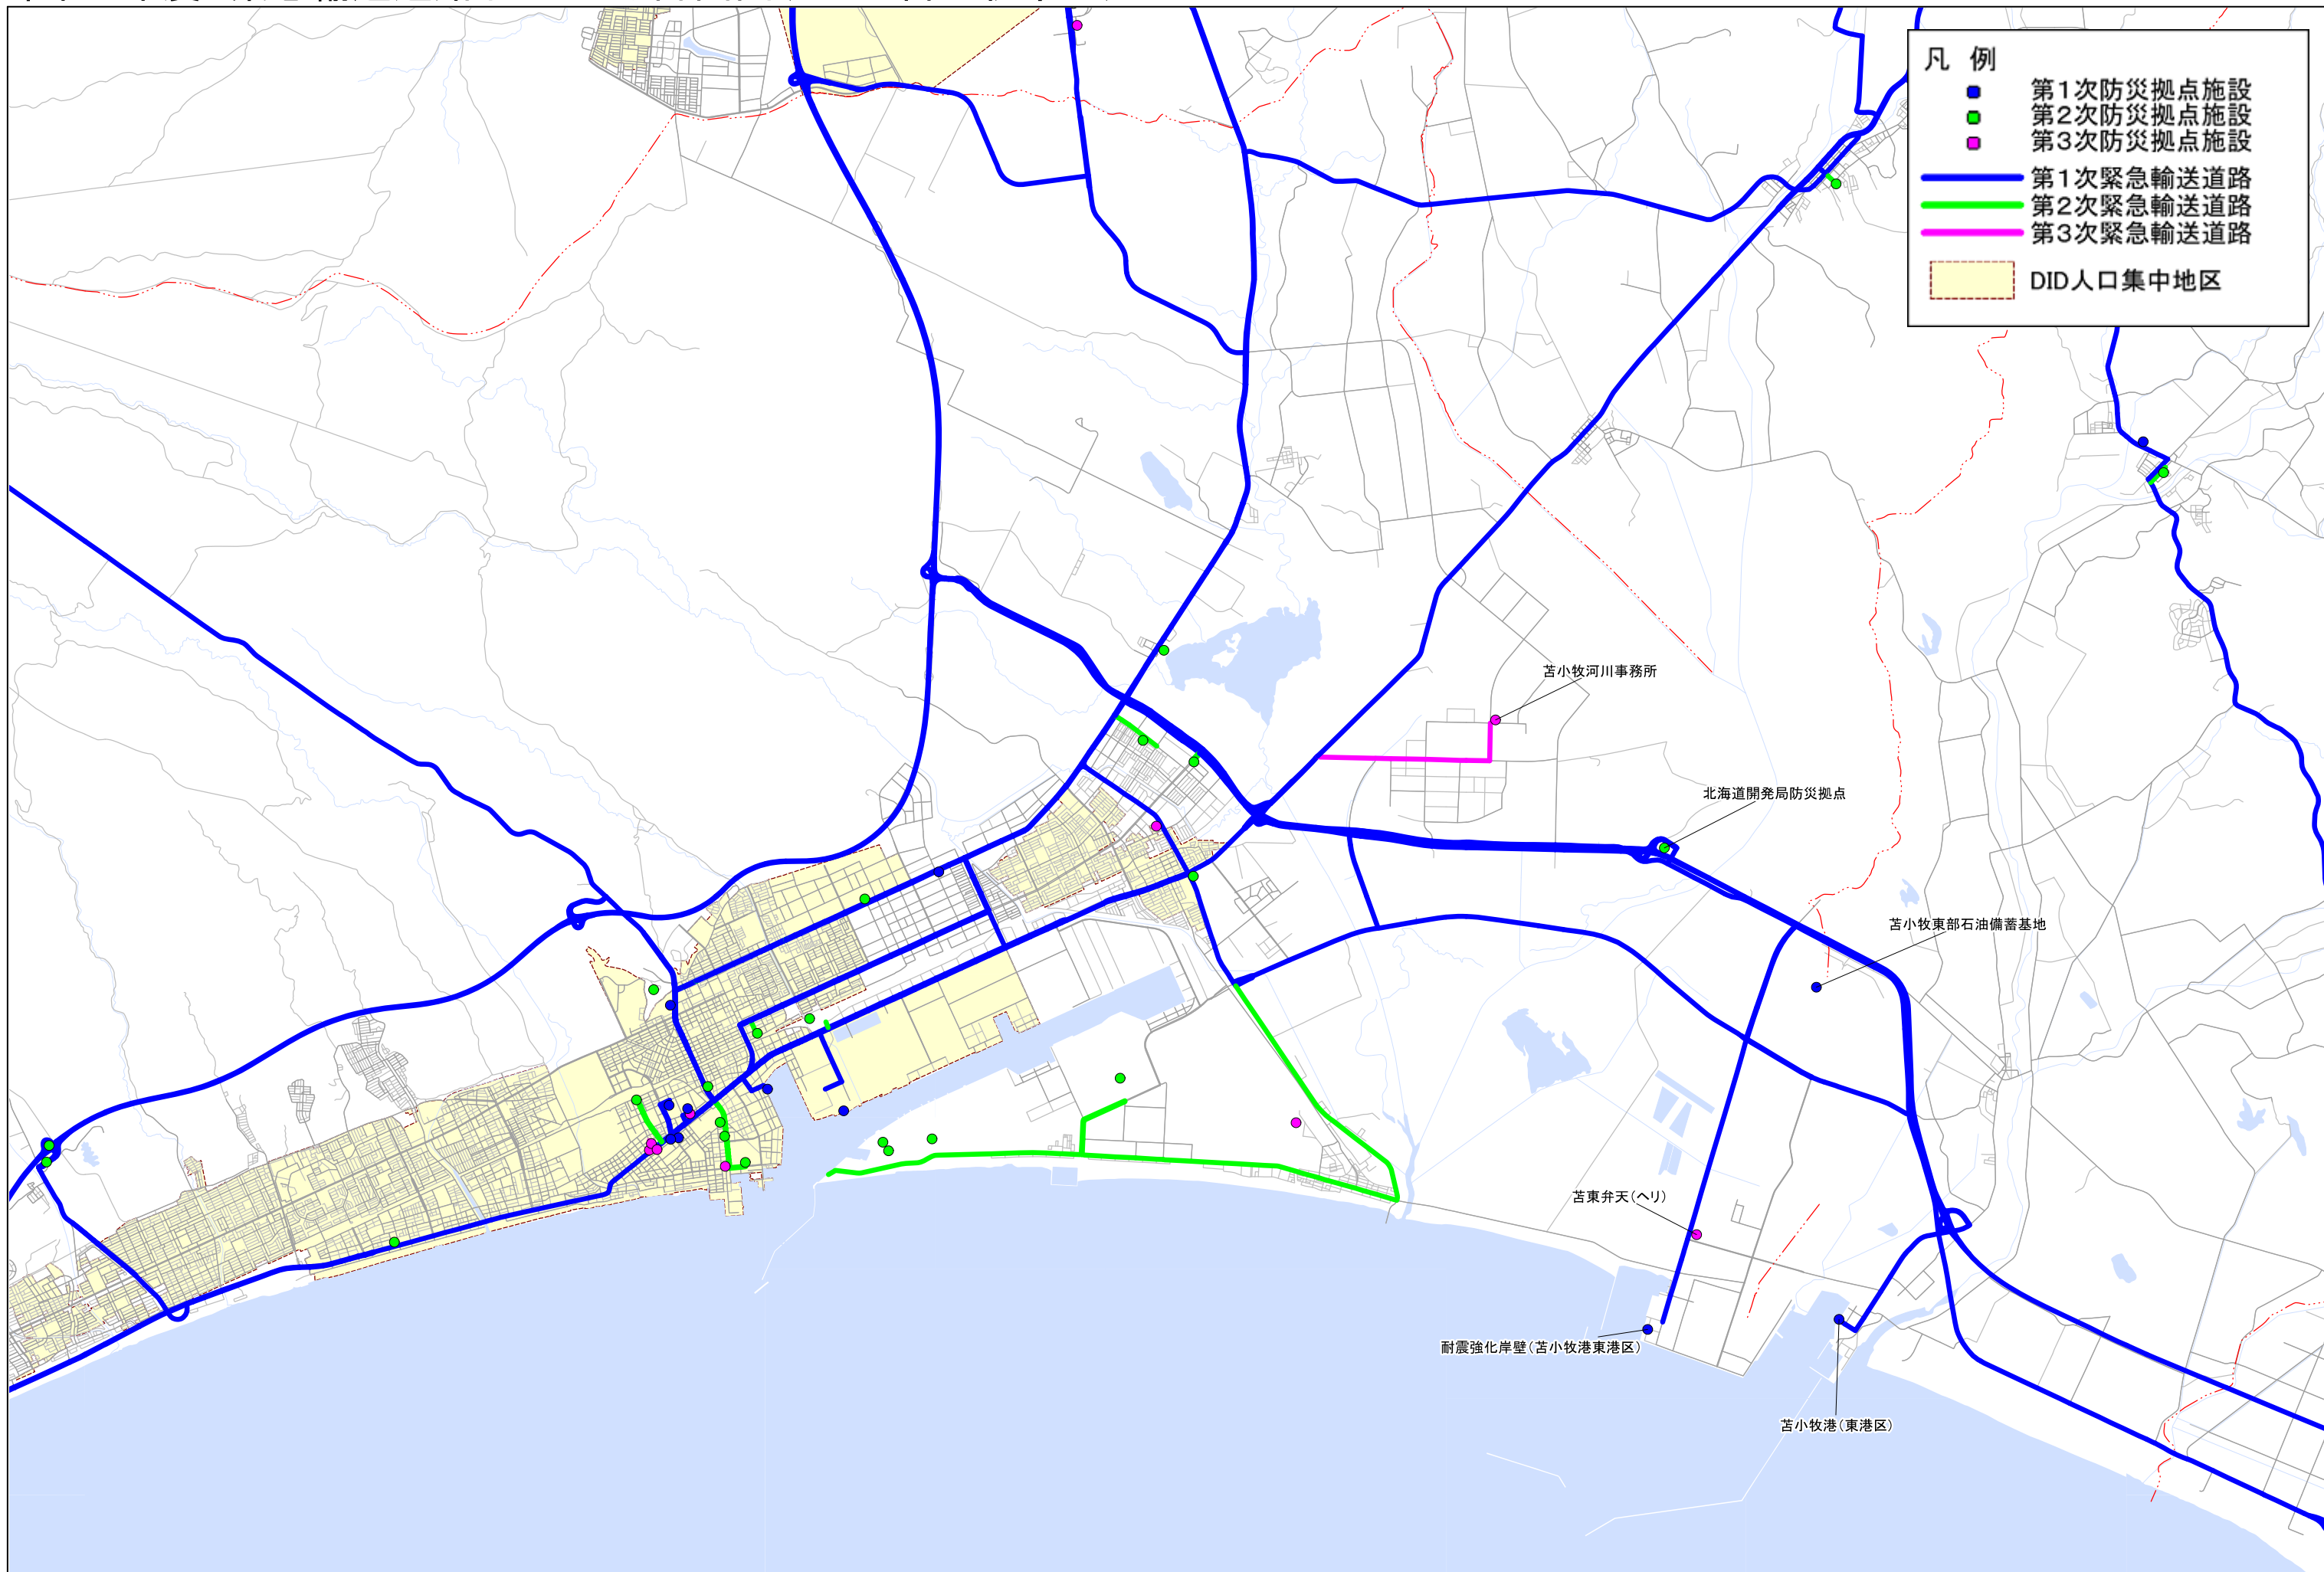 凡 例
第1次防災拠点施設
第2次防災拠点施設
第3次防災拠点施設
第1次緊急輸送道路
第2次緊急輸送道路
第3次緊急輸送道路
DID人口集中地区
苫小牧河川事務所
北海道開発局防災拠点
苫小牧東部石油備蓄基地
苫東弁天(ヘリ)
耐震強化岸壁(苫小牧港東港区)
苫小牧港(東港区)